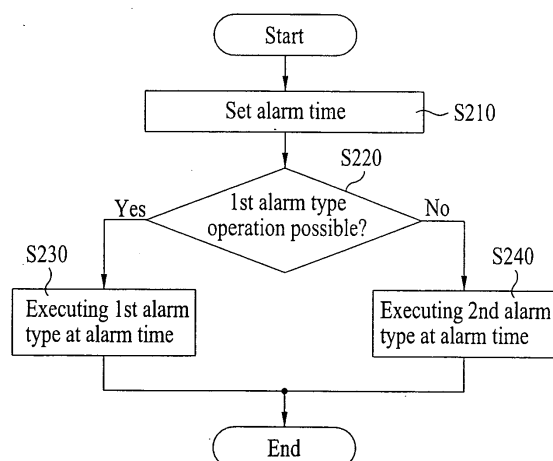 Start
Set alarm time
S210
S220
1st alarm type
operation possible?
Yes
No
S230
S240
Executing 1st alarm
type at alarm time
Executing 2nd alarm
type at alarm time
End